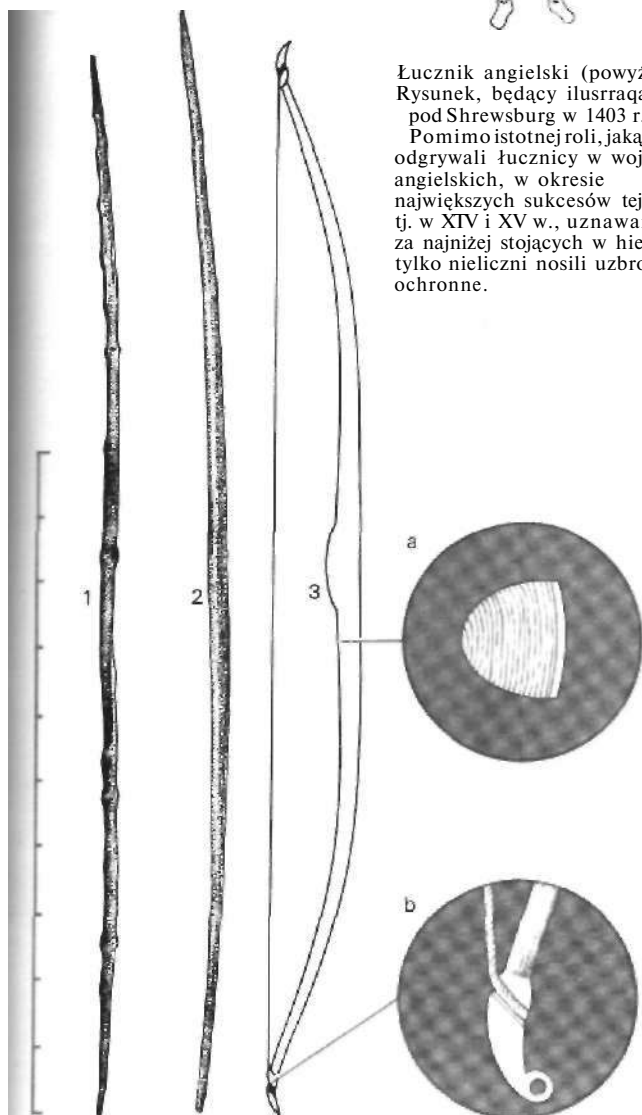 Łucznik angielski (powyż
Rysunek, będący ilusrraqą
pod Shrewsburg w 1403 r.
Pomimo istotnej roli, jaką
odgrywali łucznicy w woj
angielskich, w okresie
największych sukcesów tej
tj. w XIV i XV w., uznawa
za najniżej stojących w hie
tylko nieliczni nosili uzbro
ochronne.
a
1
2
3
b